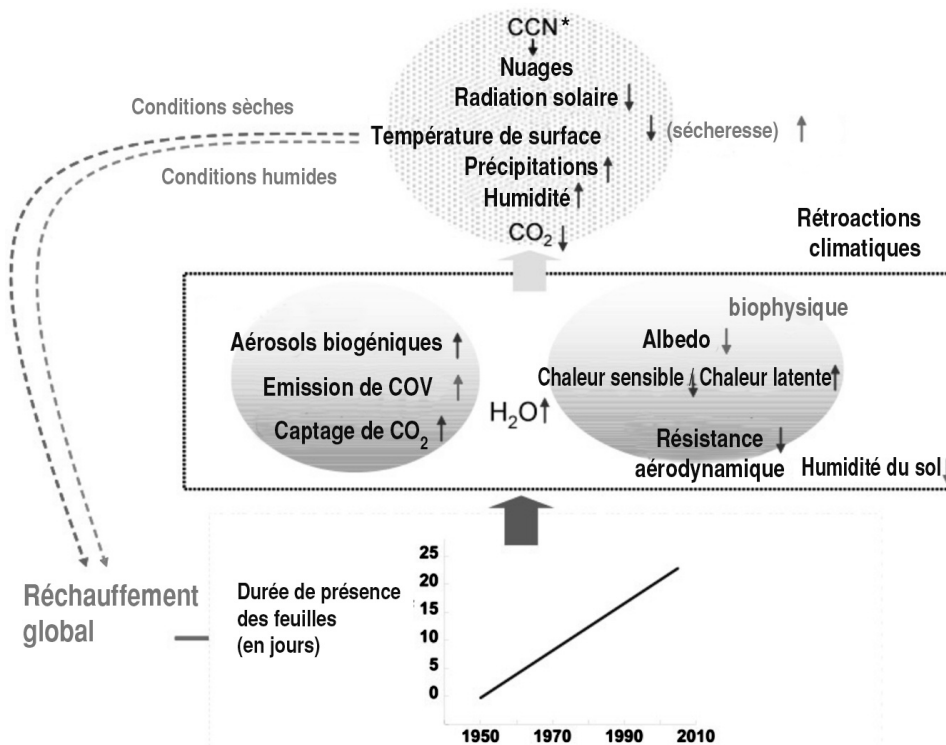 CCN*
Nuages
Radiation solaire
Conditions sèches
Température de surface (sécheresse)
Conditions humides
Précipitations
Humidité
CO₂
Rétroactions
climatiques
biophysique
Aérosols biogéniques
Albedo
Emission de COV
Chaleur sensible / Chaleur latente
H₂O
Captage de CO₂
Résistance
aérodynamique
Humidité du sol
Réchauffement
global
Durée de présence
des feuilles
(en jours)
25
20
15
10
5
0
1950 1970 1990 2010